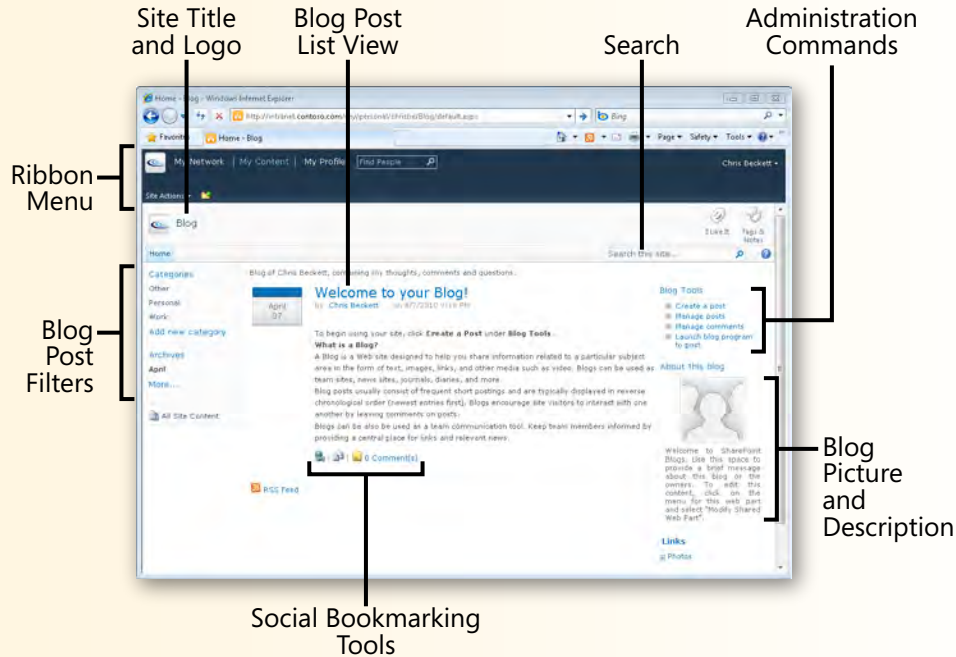 Site Title
and Logo
Blog Post
List View
Search
Administration
Commands
Ribbon
Menu
Blog
Post
Filters
Blog
Picture
and
Description
Social Bookmarking
Tools
Home - Blog - Windows Internet Explorer
Bing
Favorites
Home - Blog
Page
Safety
Tools
My Network | My Content | My Profile
Find People
Chris Beckett
Site Actions
Blog
I Like It
Tags &
Notes
Home
Search this site...
Categories
Other
Personal
Work
Add new category
Archives
April
More...
All Site Content
Blog of Chris Beckett, containing my thoughts, comments and questions.
April
07
Welcome to your Blog!
by Chris Beckett on 4/7/2010
To begin using your site, click Create a Post under Blog Tools.
What is a Blog?
A Blog is a Web site designed to help you share information related to a particular subject
area in the form of text, images, links, and other media such as video. Blogs can be used as
team sites, news sites, journals, diaries, and more.
Blog posts usually consist of frequent short postings and are typically displayed in reverse
chronological order (newest entries first). Blogs encourage site visitors to interact with one
another by leaving comments on posts.
Blogs can be also be used as a team communication tool. Keep team members informed by
providing a central place for links and relevant news.
0 Comment(s)
RSS Feed
Blog Tools
Create a post
Manage posts
Manage comments
Launch blog program
to post
About this blog
Welcome to SharePoint
Blogs. Use this space to
provide a brief message
about this blog or the
owners. To edit this
content, click on the
menu for this web part
and select "Modify Shared
Web Part".
Links
Photos